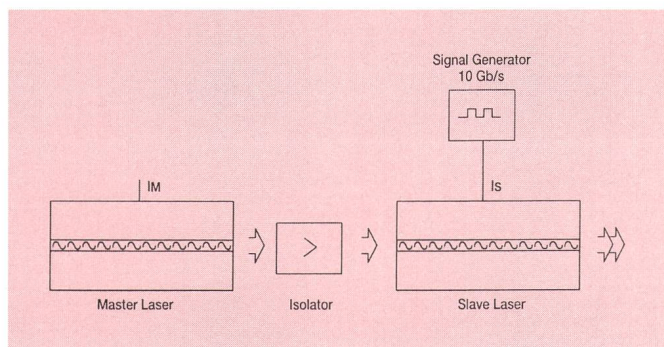 Signal Generator
10 Gb/s
IM
IS
>
Master Laser
Isolator
Slave Laser